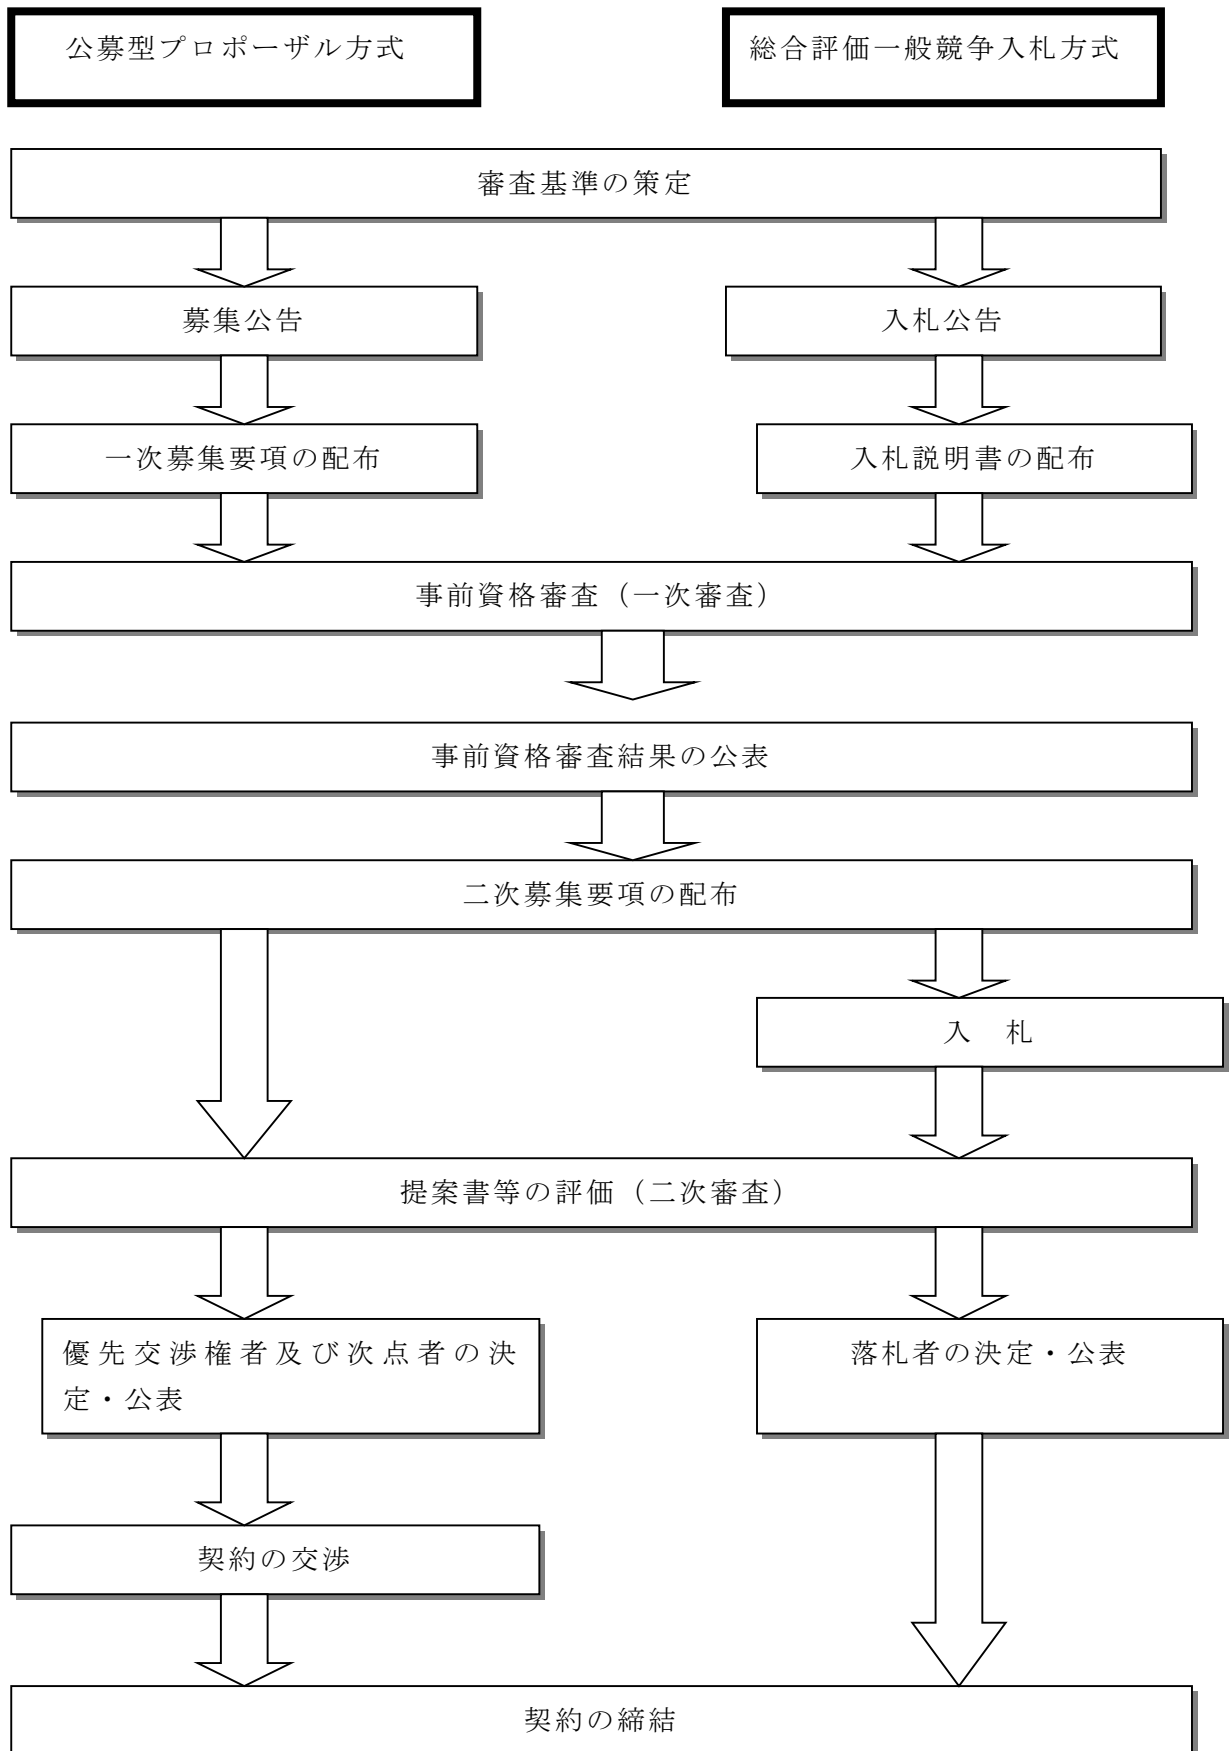 公募型プロポーザル方式
総合評価一般競争入札方式
審査基準の策定
募集公告
入札公告
一次募集要項の配布
入札説明書の配布
事前資格審査（一次審査）
事前資格審査結果の公表
二次募集要項の配布
入　札
提案書等の評価（二次審査）
優先交渉権者及び次点者の決
定・公表
落札者の決定・公表
契約の交渉
契約の締結